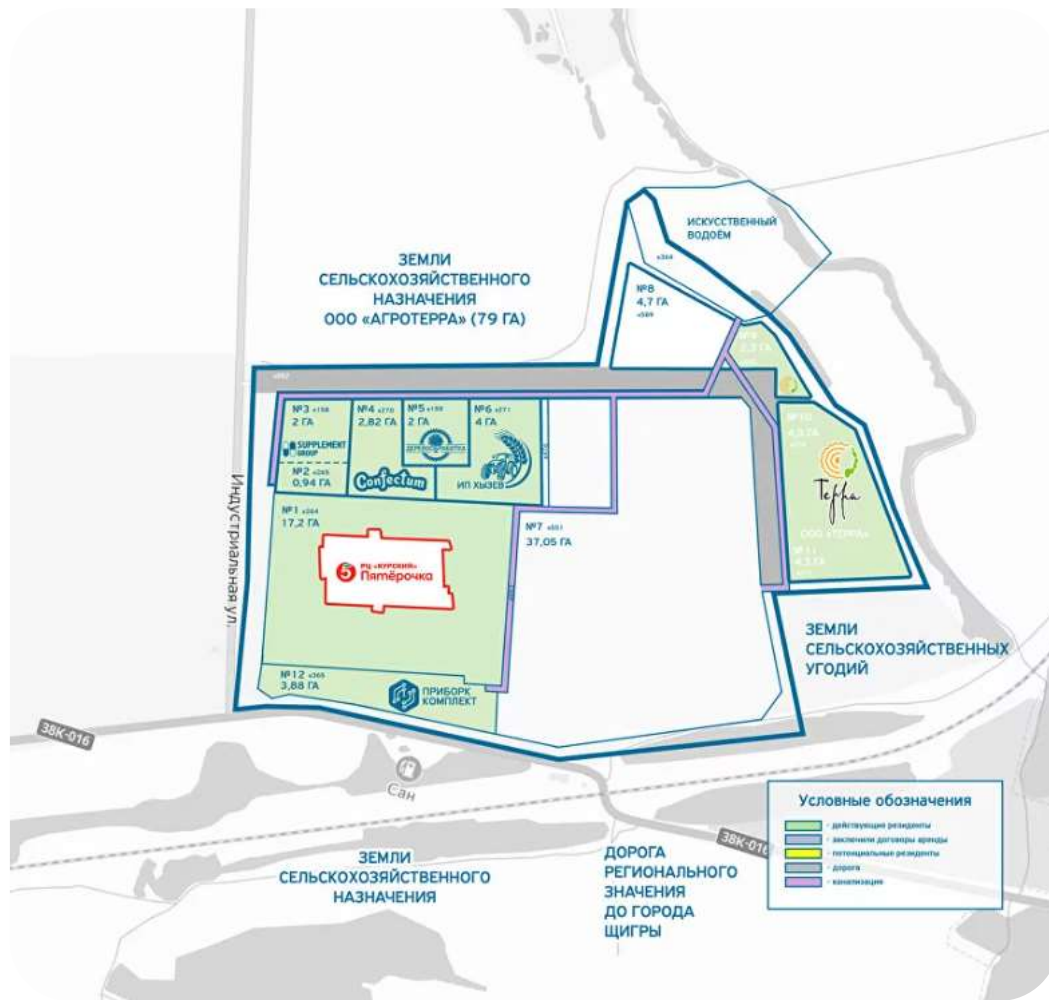 ИСКУССТВЕННЫЙ
ВОДОЁМ
ЗЕМЛИ
СЕЛЬСКОХОЗЯЙСТВЕННОГО
НАЗНАЧЕНИЯ
ООО «АГРОТЕРРА» (79 ГА)
№8
4,7 ГА
№3
2 ГА
SUPPLEMENT
GROUP
№2
0,94 ГА
№4
2,82 ГА
Confectum
№5
2 ГА
ДЕРЕВООБРАБОТКА
№6
4 ГА
ИП ХЫЗЕВ
№10
Терра
ООО «ТЕРРА»
№11
№1
17,2 ГА
РЦ «КУРСКИЙ»
Пятёрочка
№7
37,05 ГА
Индустриальная ул.
№12
3,88 ГА
ПРИБОРК
КОМПЛЕКТ
ЗЕМЛИ
СЕЛЬСКОХОЗЯЙСТВЕННЫХ
УГОДИЙ
38К-016
Сан
38К-016
ЗЕМЛИ
СЕЛЬСКОХОЗЯЙСТВЕННОГО
НАЗНАЧЕНИЯ
ДОРОГА
РЕГИОНАЛЬНОГО
ЗНАЧЕНИЯ
ДО ГОРОДА
ЩИГРЫ
Условные обозначения
- действующие резиденты
- заключили договоры аренды
- потенциальные резиденты
- дорога
- канализация